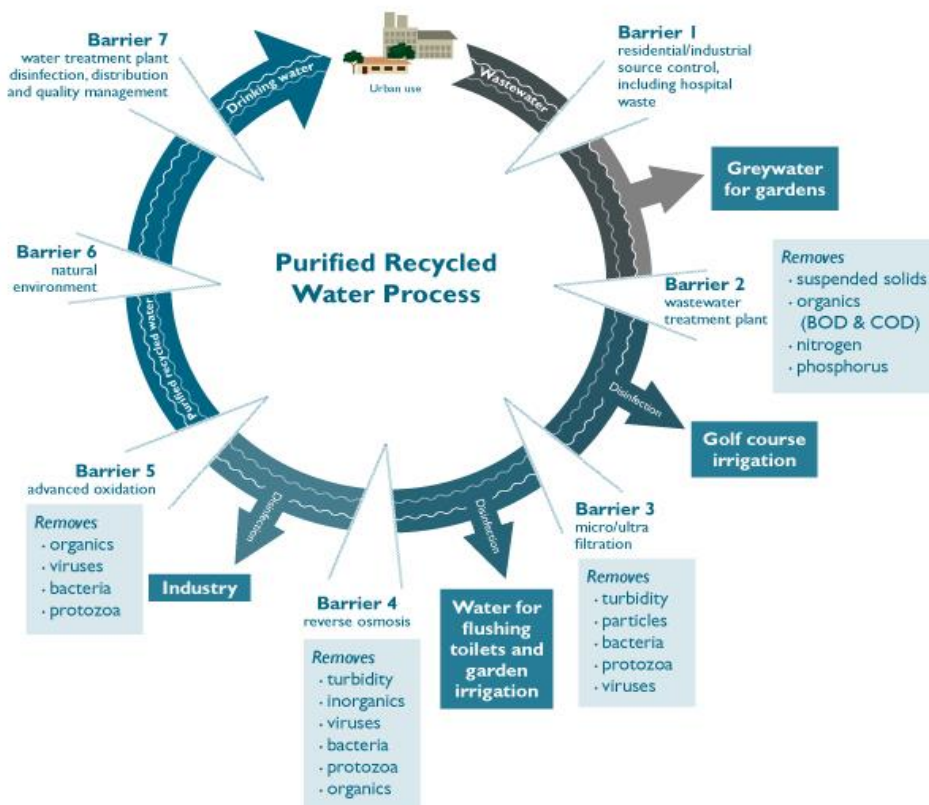 Purified Recycled
Water Process
Urban use
Wastewater
Barrier 1
residential/industrial
source control,
including hospital
waste
Greywater
for gardens
Barrier 2
wastewater
treatment plant
Removes
· suspended solids
· organics
(BOD & COD)
· nitrogen
· phosphorus
Disinfection
Golf course
irrigation
Barrier 3
micro/ultra
filtration
Removes
· turbidity
· particles
· bacteria
· protozoa
· viruses
Disinfection
Water for
flushing
toilets and
garden
irrigation
Barrier 4
reverse osmosis
Removes
· turbidity
· inorganics
· viruses
· bacteria
· protozoa
· organics
Disinfection
Industry
Barrier 5
advanced oxidation
Removes
· organics
· viruses
· bacteria
· protozoa
Purified recycled water
Barrier 6
natural
environment
Barrier 7
water treatment plant
disinfection, distribution
and quality management
Drinking water